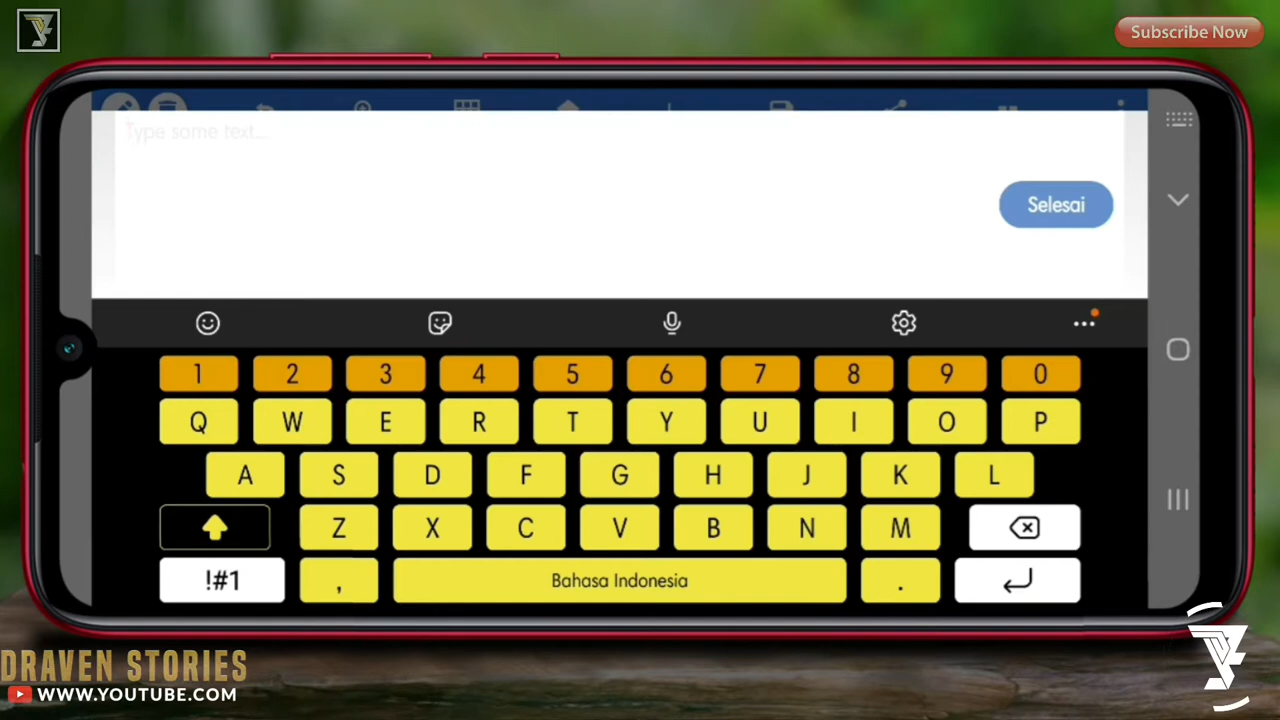 Subscribe Now
Type some text...
Selesai
1 2 3 4 5 6 7 8 9 0
Q W E R T Y U I O P
A S D F G H J K L
Z X C V B N M
!#1 , Bahasa Indonesia .
DRAVEN STORIES
WWW.YOUTUBE.COM